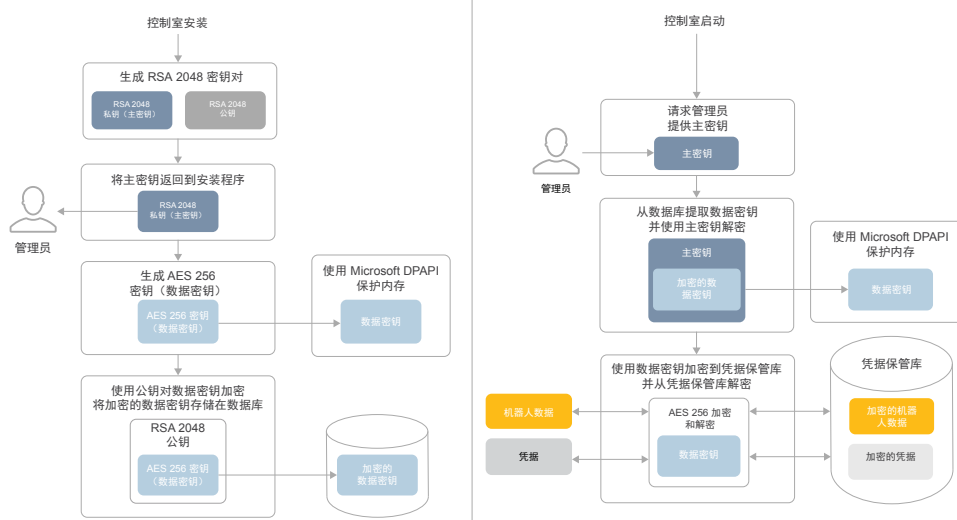 控制室安装
生成 RSA 2048 密钥对
RSA 2048
私钥（主密钥）
RSA 2048
公钥
将主密钥返回到安装程序
RSA 2048
私钥（主密钥）
管理员
生成 AES 256
密钥（数据密钥）
AES 256 密钥
（数据密钥）
使用 Microsoft DPAPI
保护内存
数据密钥
使用公钥对数据密钥加密
将加密的数据密钥存储在数据库
RSA 2048
公钥
AES 256 密钥
（数据密钥）
加密的
数据密钥
控制室启动
请求管理员
提供主密钥
主密钥
管理员
从数据库提取数据密钥
并使用主密钥解密
主密钥
加密的数
据密钥
使用 Microsoft DPAPI
保护内存
数据密钥
使用数据密钥加密到凭据保管库
并从凭据保管库解密
AES 256 加密
和解密
数据密钥
机器人数据
凭据
凭据保管库
加密的机器
人数据
加密的凭据